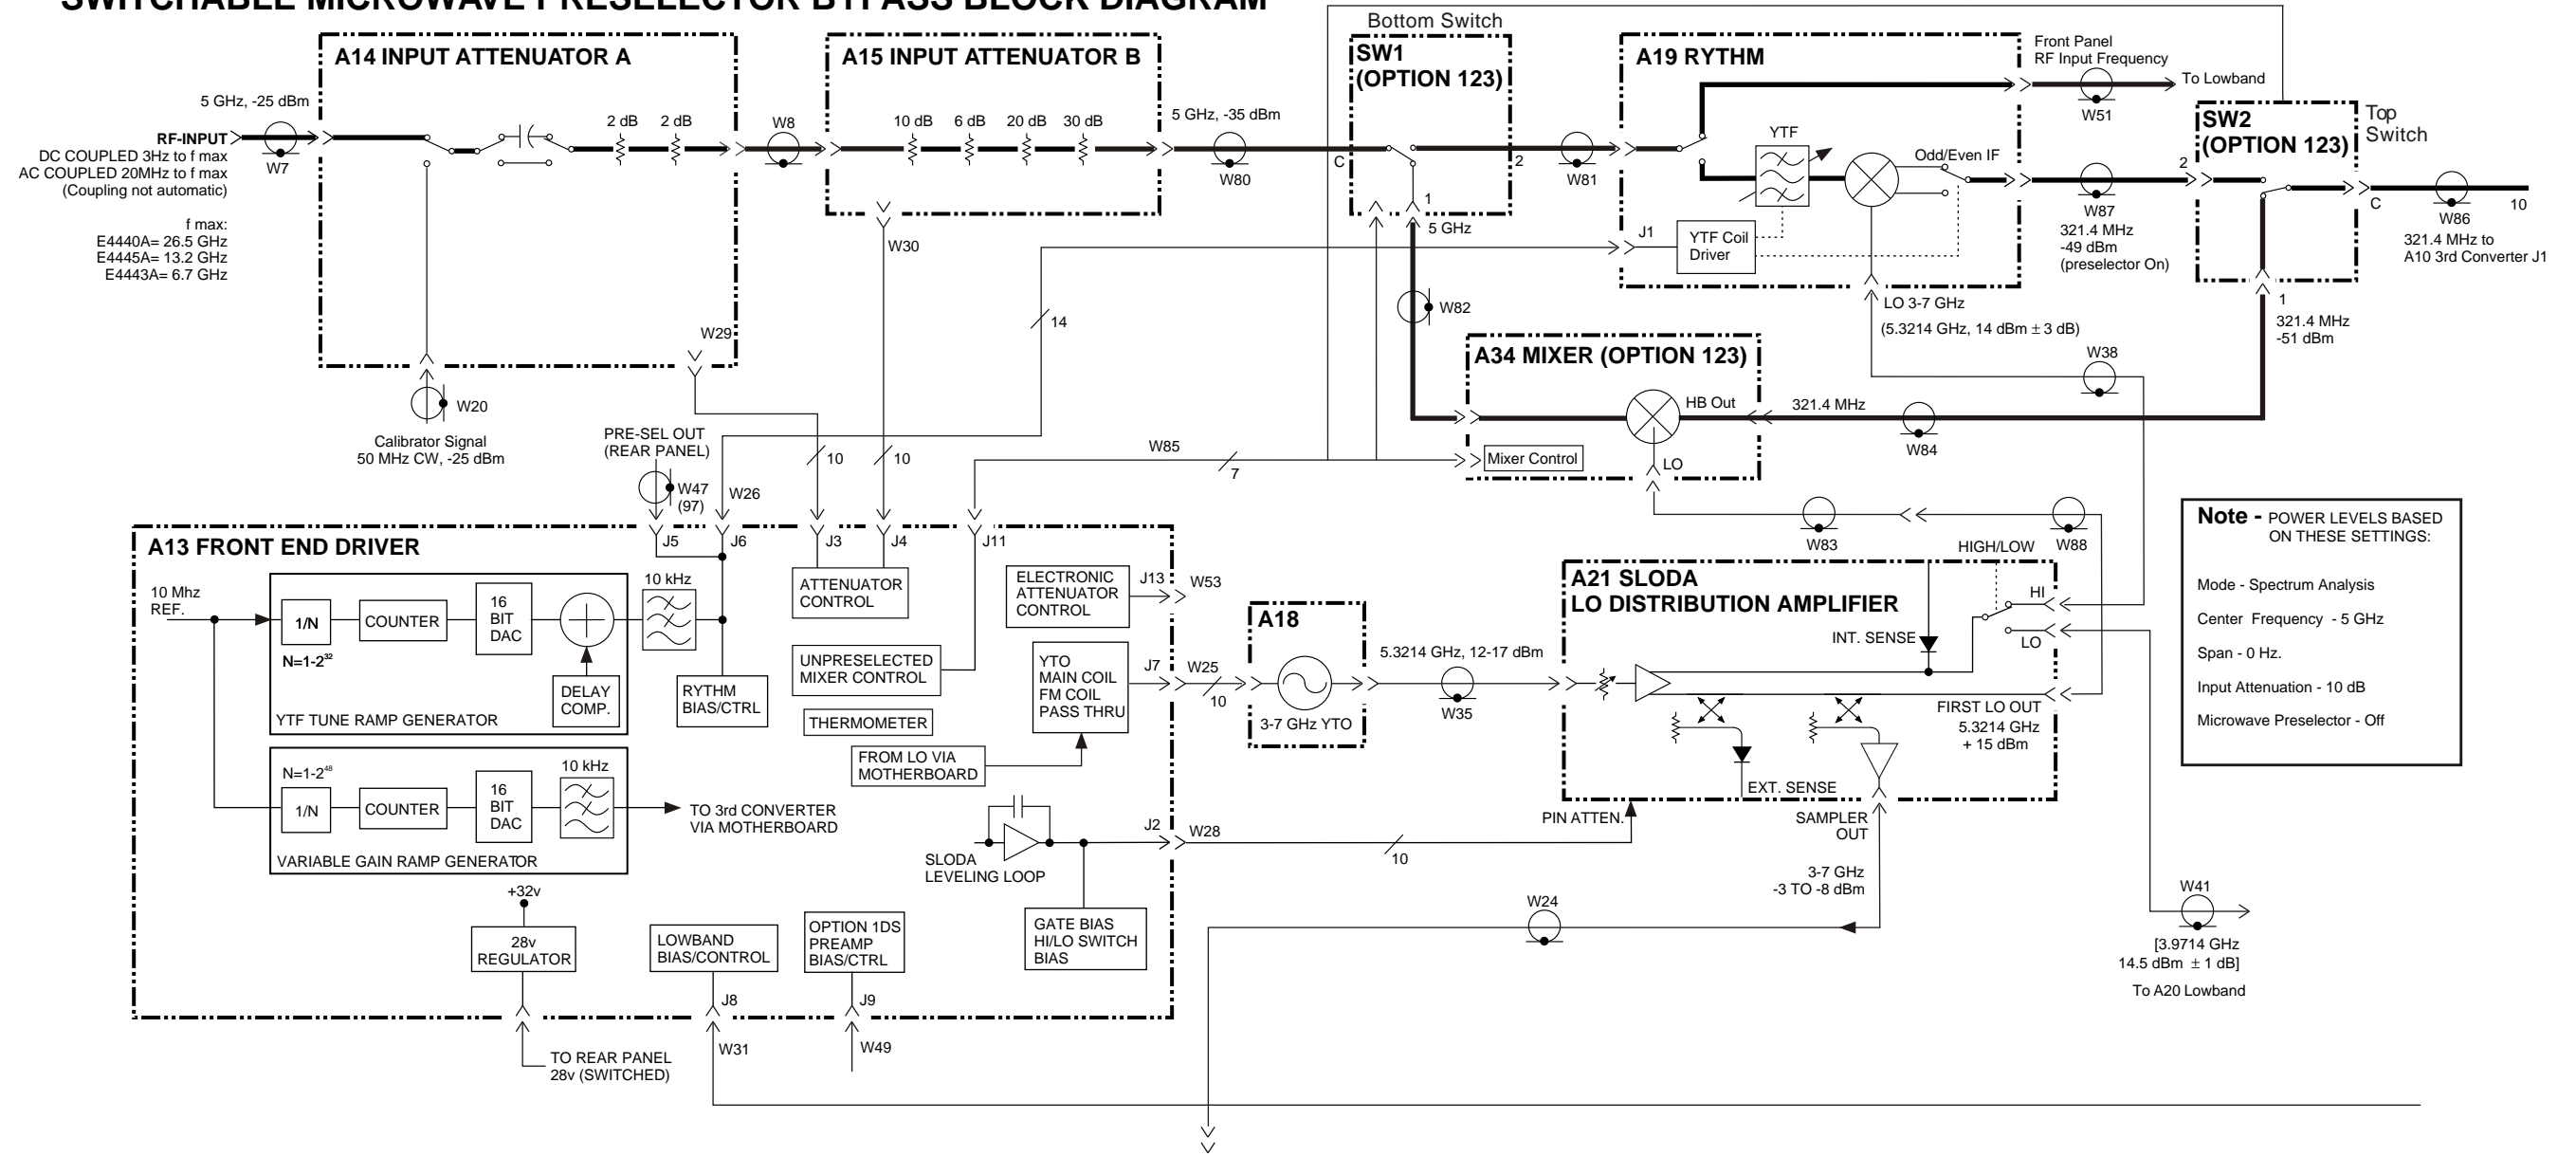 SWITCHABLE MICROWAVE PRESELECTOR BYPASS BLOCK DIAGRAM
A14 INPUT ATTENUATOR A
5 GHz, -25 dBm
RF-INPUT
DC COUPLED 3Hz to f max
AC COUPLED 20MHz to f max
(Coupling not automatic)
f max:
E4440A= 26.5 GHz
E4445A= 13.2 GHz
E4443A= 6.7 GHz
W7
2 dB
2 dB
W8
W29
W20
Calibrator Signal
50 MHz CW, -25 dBm
A15 INPUT ATTENUATOR B
10 dB
6 dB
20 dB
30 dB
W30
5 GHz, -35 dBm
W80
Bottom Switch
SW1
(OPTION 123)
C
2
1
5 GHz
W81
W82
A19 RYTHM
YTF
Odd/Even IF
J1
YTF Coil
Driver
LO 3-7 GHz
(5.3214 GHz, 14 dBm ± 3 dB)
Front Panel
RF Input Frequency
To Lowband
W51
W87
321.4 MHz
-49 dBm
(preselector On)
2
SW2
(OPTION 123)
Top
Switch
C
W86
10
321.4 MHz to
A10 3rd Converter J1
1
321.4 MHz
-51 dBm
W38
14
A34 MIXER (OPTION 123)
HB Out
321.4 MHz
W84
Mixer Control
LO
W85
7
10
10
PRE-SEL OUT
(REAR PANEL)
W47
(97)
W26
W83
W88
A13 FRONT END DRIVER
J5
J6
J3
J4
J11
10 Mhz
REF.
1/N
N=1-2³²
COUNTER
16
BIT
DAC
DELAY
COMP.
YTF TUNE RAMP GENERATOR
10 kHz
RYTHM
BIAS/CTRL
ATTENUATOR
CONTROL
UNPRESELECTED
MIXER CONTROL
THERMOMETER
FROM LO VIA
MOTHERBOARD
ELECTRONIC
ATTENUATOR
CONTROL
J13
W53
YTO
MAIN COIL
FM COIL
PASS THRU
J7
W25
10
N=1-2⁴⁸
1/N
COUNTER
16
BIT
DAC
10 kHz
VARIABLE GAIN RAMP GENERATOR
TO 3rd CONVERTER
VIA MOTHERBOARD
SLODA
LEVELING LOOP
J2
W28
10
GATE BIAS
HI/LO SWITCH
BIAS
+32v
28v
REGULATOR
LOWBAND
BIAS/CONTROL
OPTION 1DS
PREAMP
BIAS/CTRL
J8
J9
W31
W49
TO REAR PANEL
28v (SWITCHED)
A18
3-7 GHz YTO
5.3214 GHz, 12-17 dBm
W35
A21 SLODA
LO DISTRIBUTION AMPLIFIER
HIGH/LOW
HI
INT. SENSE
LO
FIRST LO OUT
5.3214 GHz
+ 15 dBm
EXT. SENSE
PIN ATTEN.
SAMPLER
OUT
3-7 GHz
-3 TO -8 dBm
W24
W41
[3.9714 GHz
14.5 dBm ± 1 dB]
To A20 Lowband
Note - POWER LEVELS BASED
ON THESE SETTINGS:
Mode - Spectrum Analysis
Center Frequency - 5 GHz
Span - 0 Hz.
Input Attenuation - 10 dB
Microwave Preselector - Off